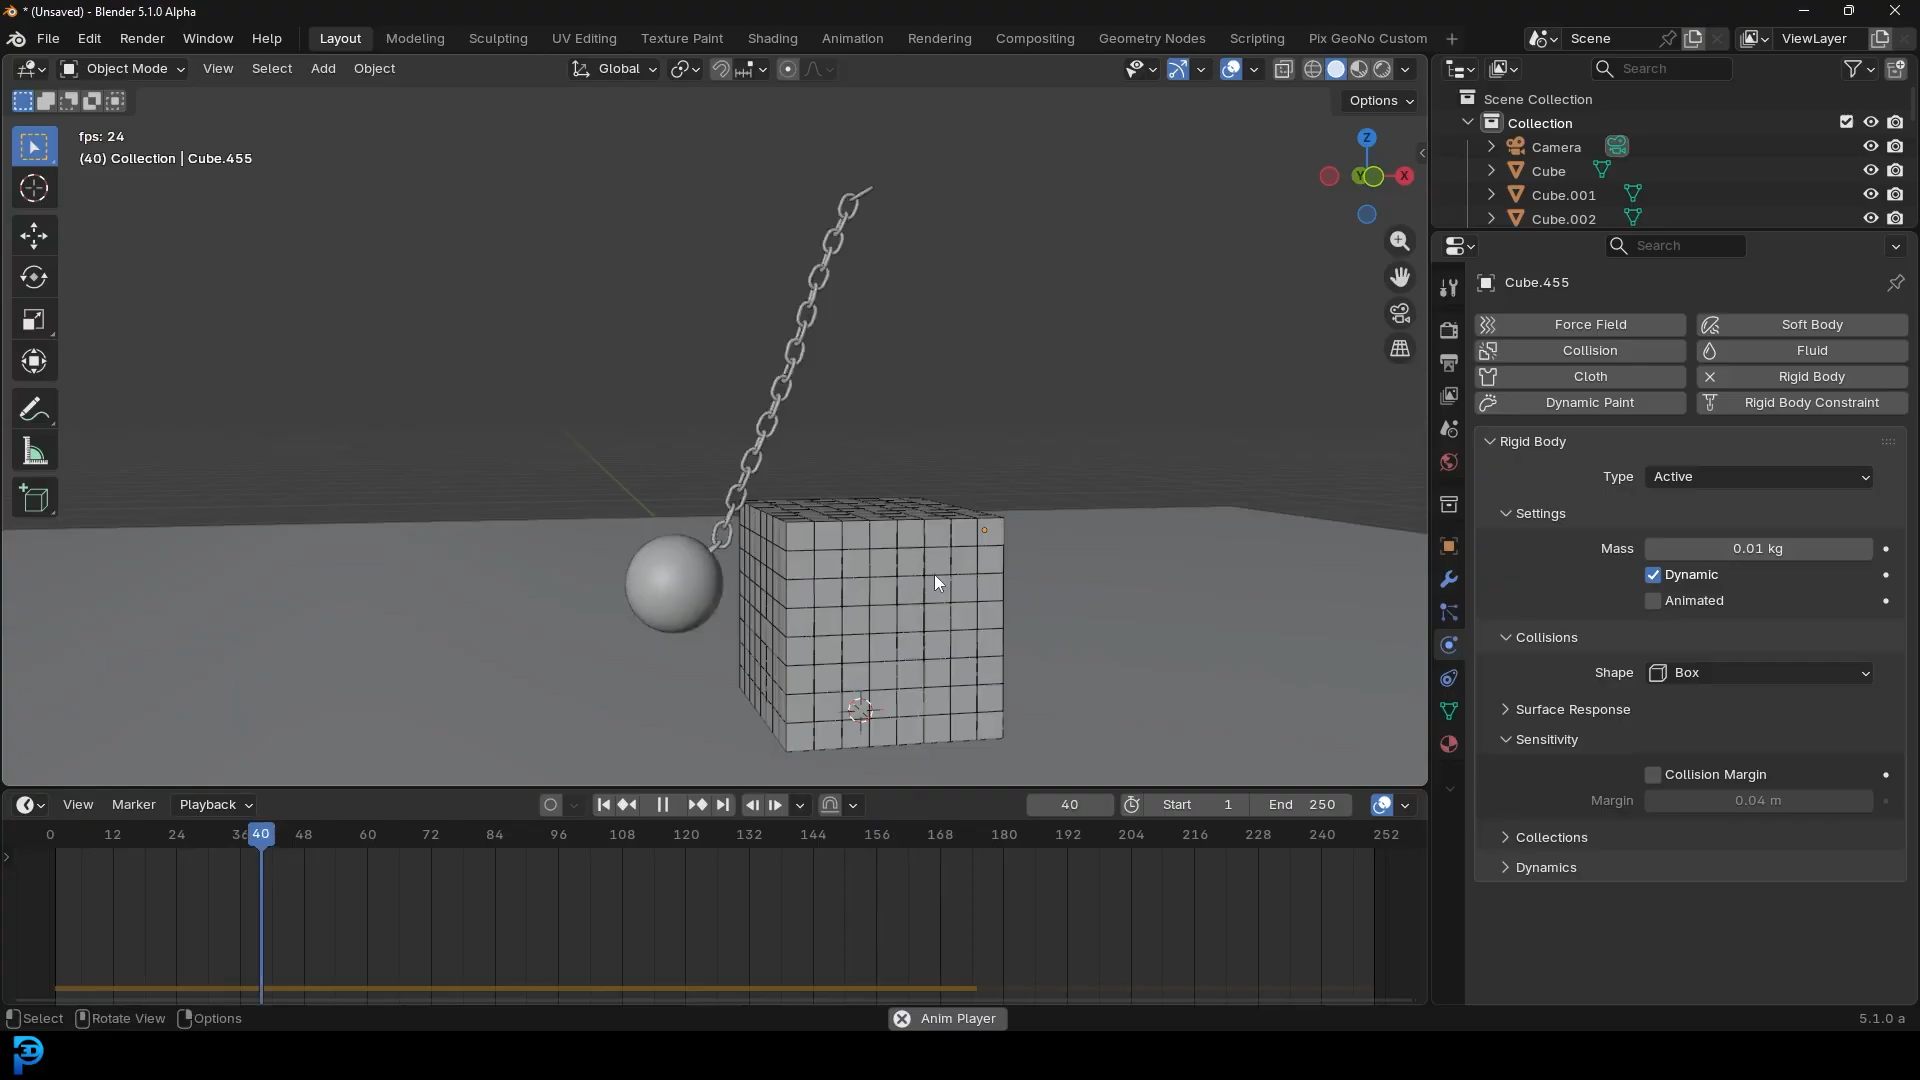 * (Unsaved) - Blender 5.1.0 Alpha
File Edit Render Window Help
Layout Modeling Sculpting UV Editing Texture Paint Shading Animation Rendering Compositing Geometry Nodes Scripting Pix GeoNo Custom
Scene
ViewLayer
Object Mode View Select Add Object
Global
Options
fps: 24
(40) Collection | Cube.455
Z
Y
X
Search
Scene Collection
Collection
Camera
Cube
Cube.001
Cube.002
Search
Cube.455
Force Field Soft Body
Collision Fluid
Cloth Rigid Body
Dynamic Paint Rigid Body Constraint
Rigid Body
Type Active
Settings
Mass 0.01 kg
Dynamic
Animated
Collisions
Shape Box
Surface Response
Sensitivity
Collision Margin
Margin 0.04 m
Collections
Dynamics
View Marker Playback
40
Start 1
End 250
0 12 24 36 40 48 60 72 84 96 108 120 132 144 156 168 180 192 204 216 228 240 252
Select Rotate View Options
Anim Player
5.1.0 a